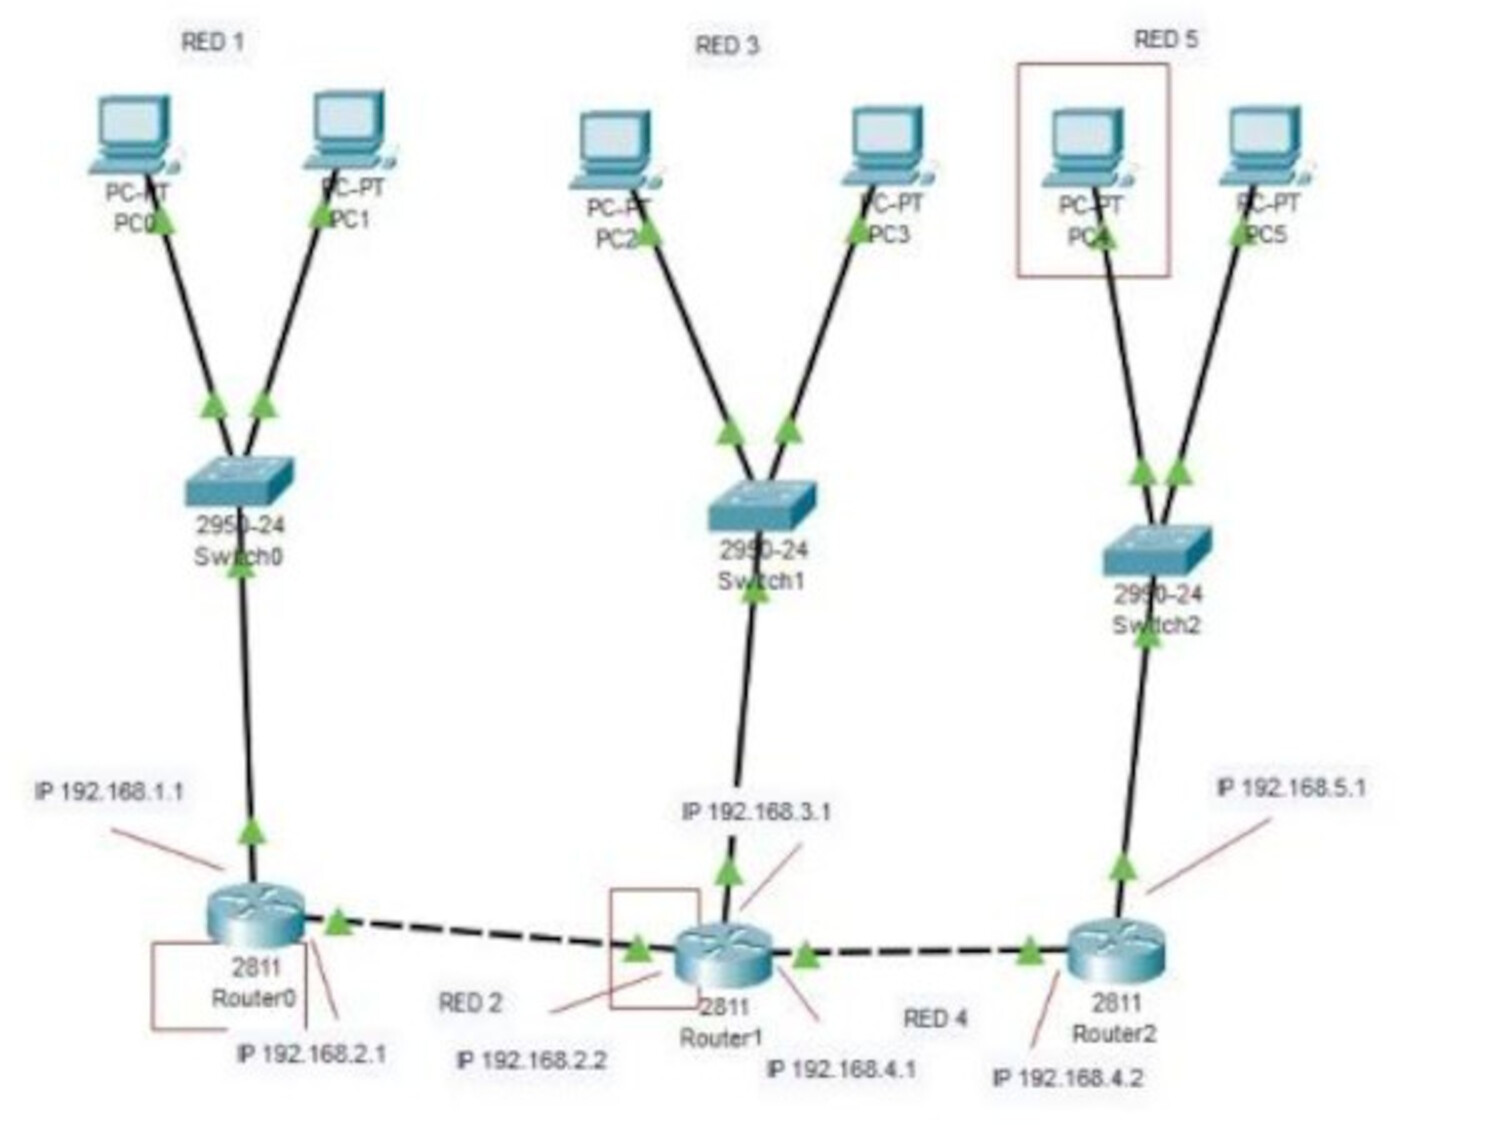 RED 1
RED 3
RED 5
PC-PT
PC0
PC-PT
PC1
PC-PT
PC2
PC-PT
PC3
PC-PT
PC4
PC-PT
PC5
2950-24
Switch0
2950-24
Switch1
2950-24
Switch2
IP 192.168.1.1
IP 192.168.3.1
IP 192.168.5.1
2811
Router0
RED 2
2811
Router1
RED 4
2811
Router2
IP 192.168.2.1
IP 192.168.2.2
IP 192.168.4.1
IP 192.168.4.2